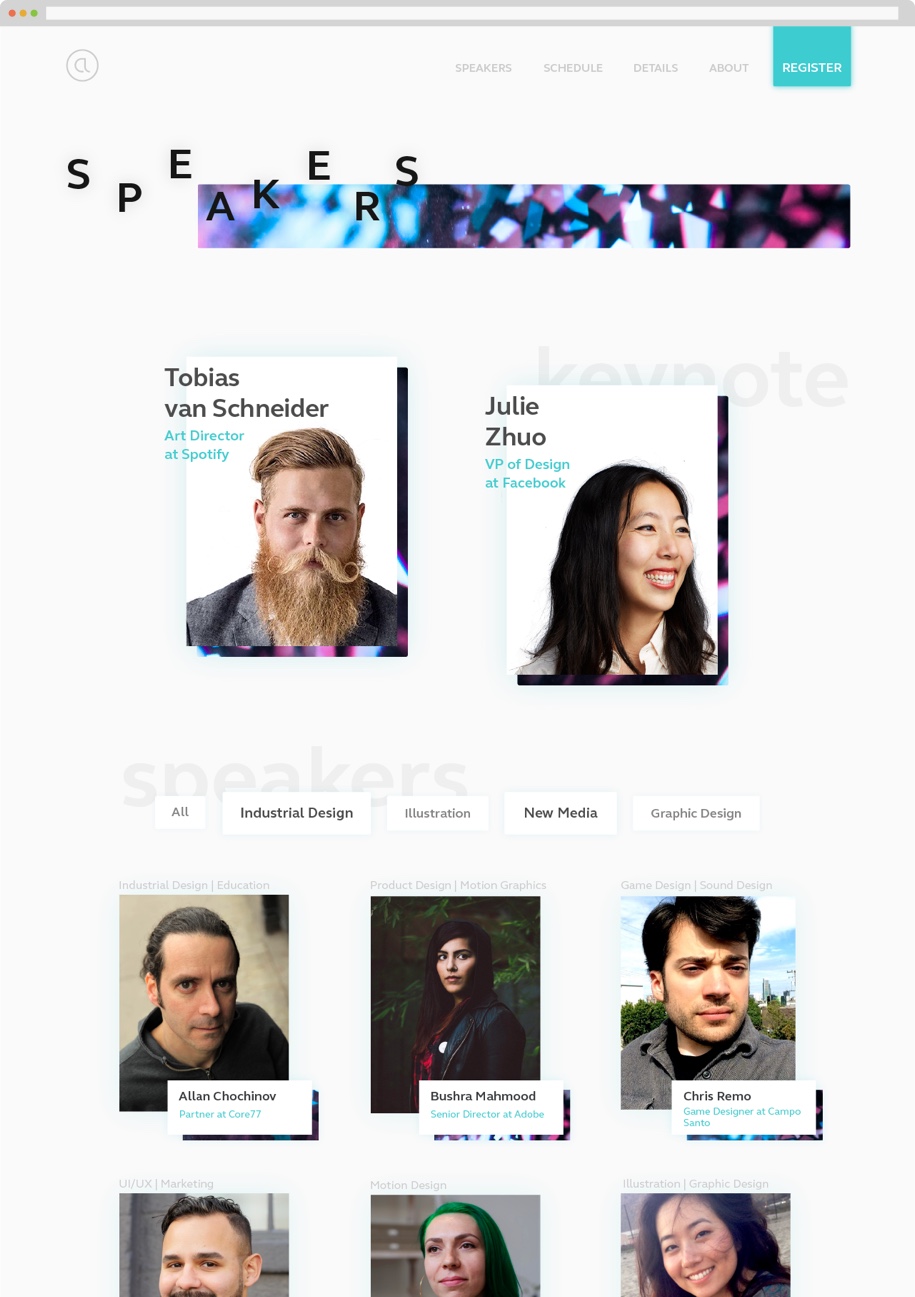 SPEAKERS SCHEDULE DETAILS ABOUT REGISTER
SPEAKERS
keynote
Tobias
van Schneider
Art Director
at Spotify
Julie
Zhuo
VP of Design
at Facebook
speakers
All Industrial Design Illustration New Media Graphic Design
Industrial Design | Education
Product Design | Motion Graphics
Game Design | Sound Design
Allan Chochinov
Partner at Core77
Bushra Mahmood
Senior Director at Adobe
Chris Remo
Game Designer at Campo
Santo
UI/UX | Marketing
Motion Design
Illustration | Graphic Design